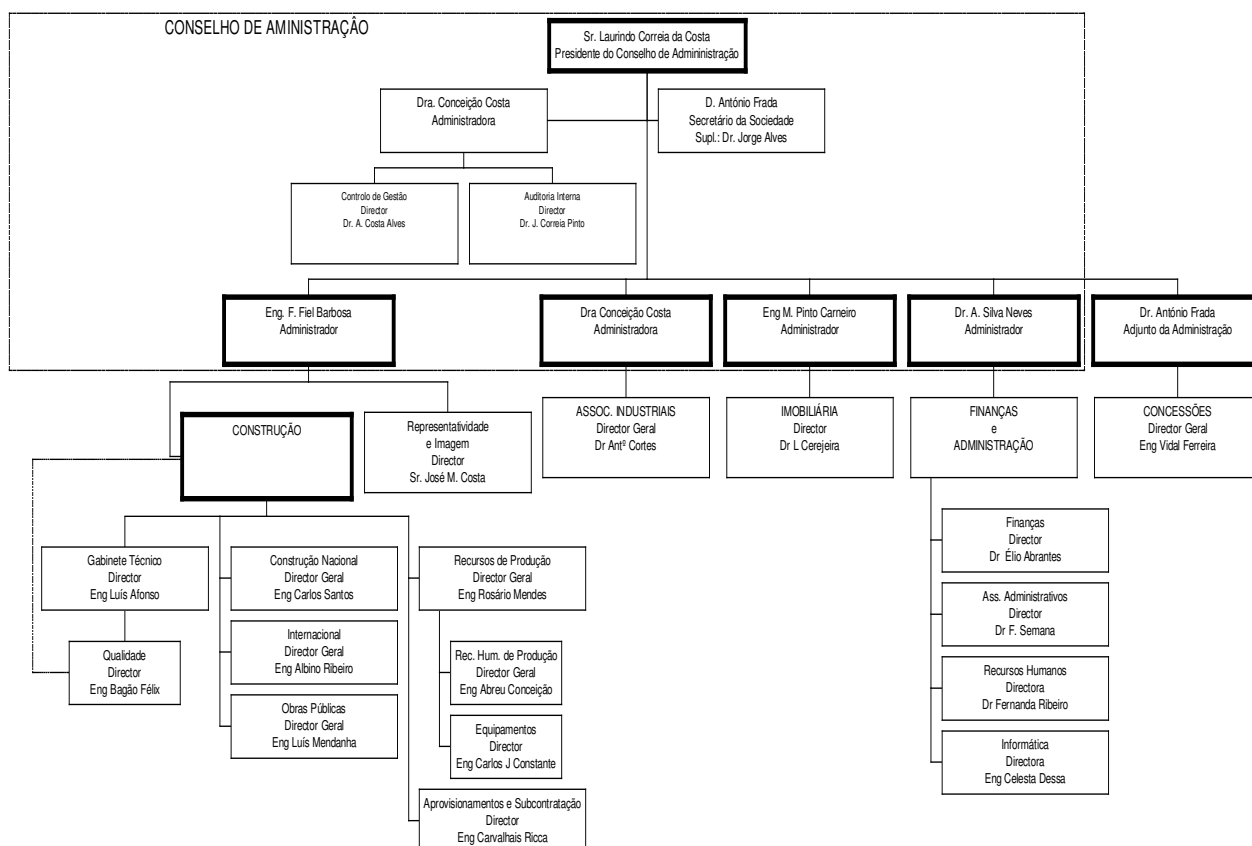 CONSELHO DE AMINISTRAÇÂO
Sr. Laurindo Correia da Costa
Presidente do Conselho de Admininistração
Dra. Conceição Costa
Administradora
D. António Frada
Secretário da Sociedade
Supl.: Dr. Jorge Alves
Controlo de Gestão
Director
Dr. A. Costa Alves
Auditoria Interna
Director
Dr. J. Correia Pinto
Eng. F. Fiel Barbosa
Administrador
Dra Conceição Costa
Administradora
Eng M. Pinto Carneiro
Administrador
Dr. A. Silva Neves
Administrador
Dr. António Frada
Adjunto da Administração
CONSTRUÇÃO
Representatividade
e Imagem
Director
Sr. José M. Costa
ASSOC. INDUSTRIAIS
Director Geral
Dr Antº Cortes
IMOBILIÁRIA
Director
Dr L Cerejeira
FINANÇAS
e
ADMINISTRAÇÃO
CONCESSÕES
Director Geral
Eng Vidal Ferreira
Gabinete Técnico
Director
Eng Luís Afonso
Qualidade
Director
Eng Bagão Félix
Construção Nacional
Director Geral
Eng Carlos Santos
Internacional
Director Geral
Eng Albino Ribeiro
Obras Públicas
Director Geral
Eng Luís Mendanha
Recursos de Produção
Director Geral
Eng Rosário Mendes
Rec. Hum. de Produção
Director Geral
Eng Abreu Conceição
Equipamentos
Director
Eng Carlos J Constante
Aprovisionamentos e Subcontratação
Director
Eng Carvalhais Ricca
Finanças
Director
Dr Élio Abrantes
Ass. Administrativos
Director
Dr F. Semana
Recursos Humanos
Directora
Dr Fernanda Ribeiro
Informática
Directora
Eng Celesta Dessa